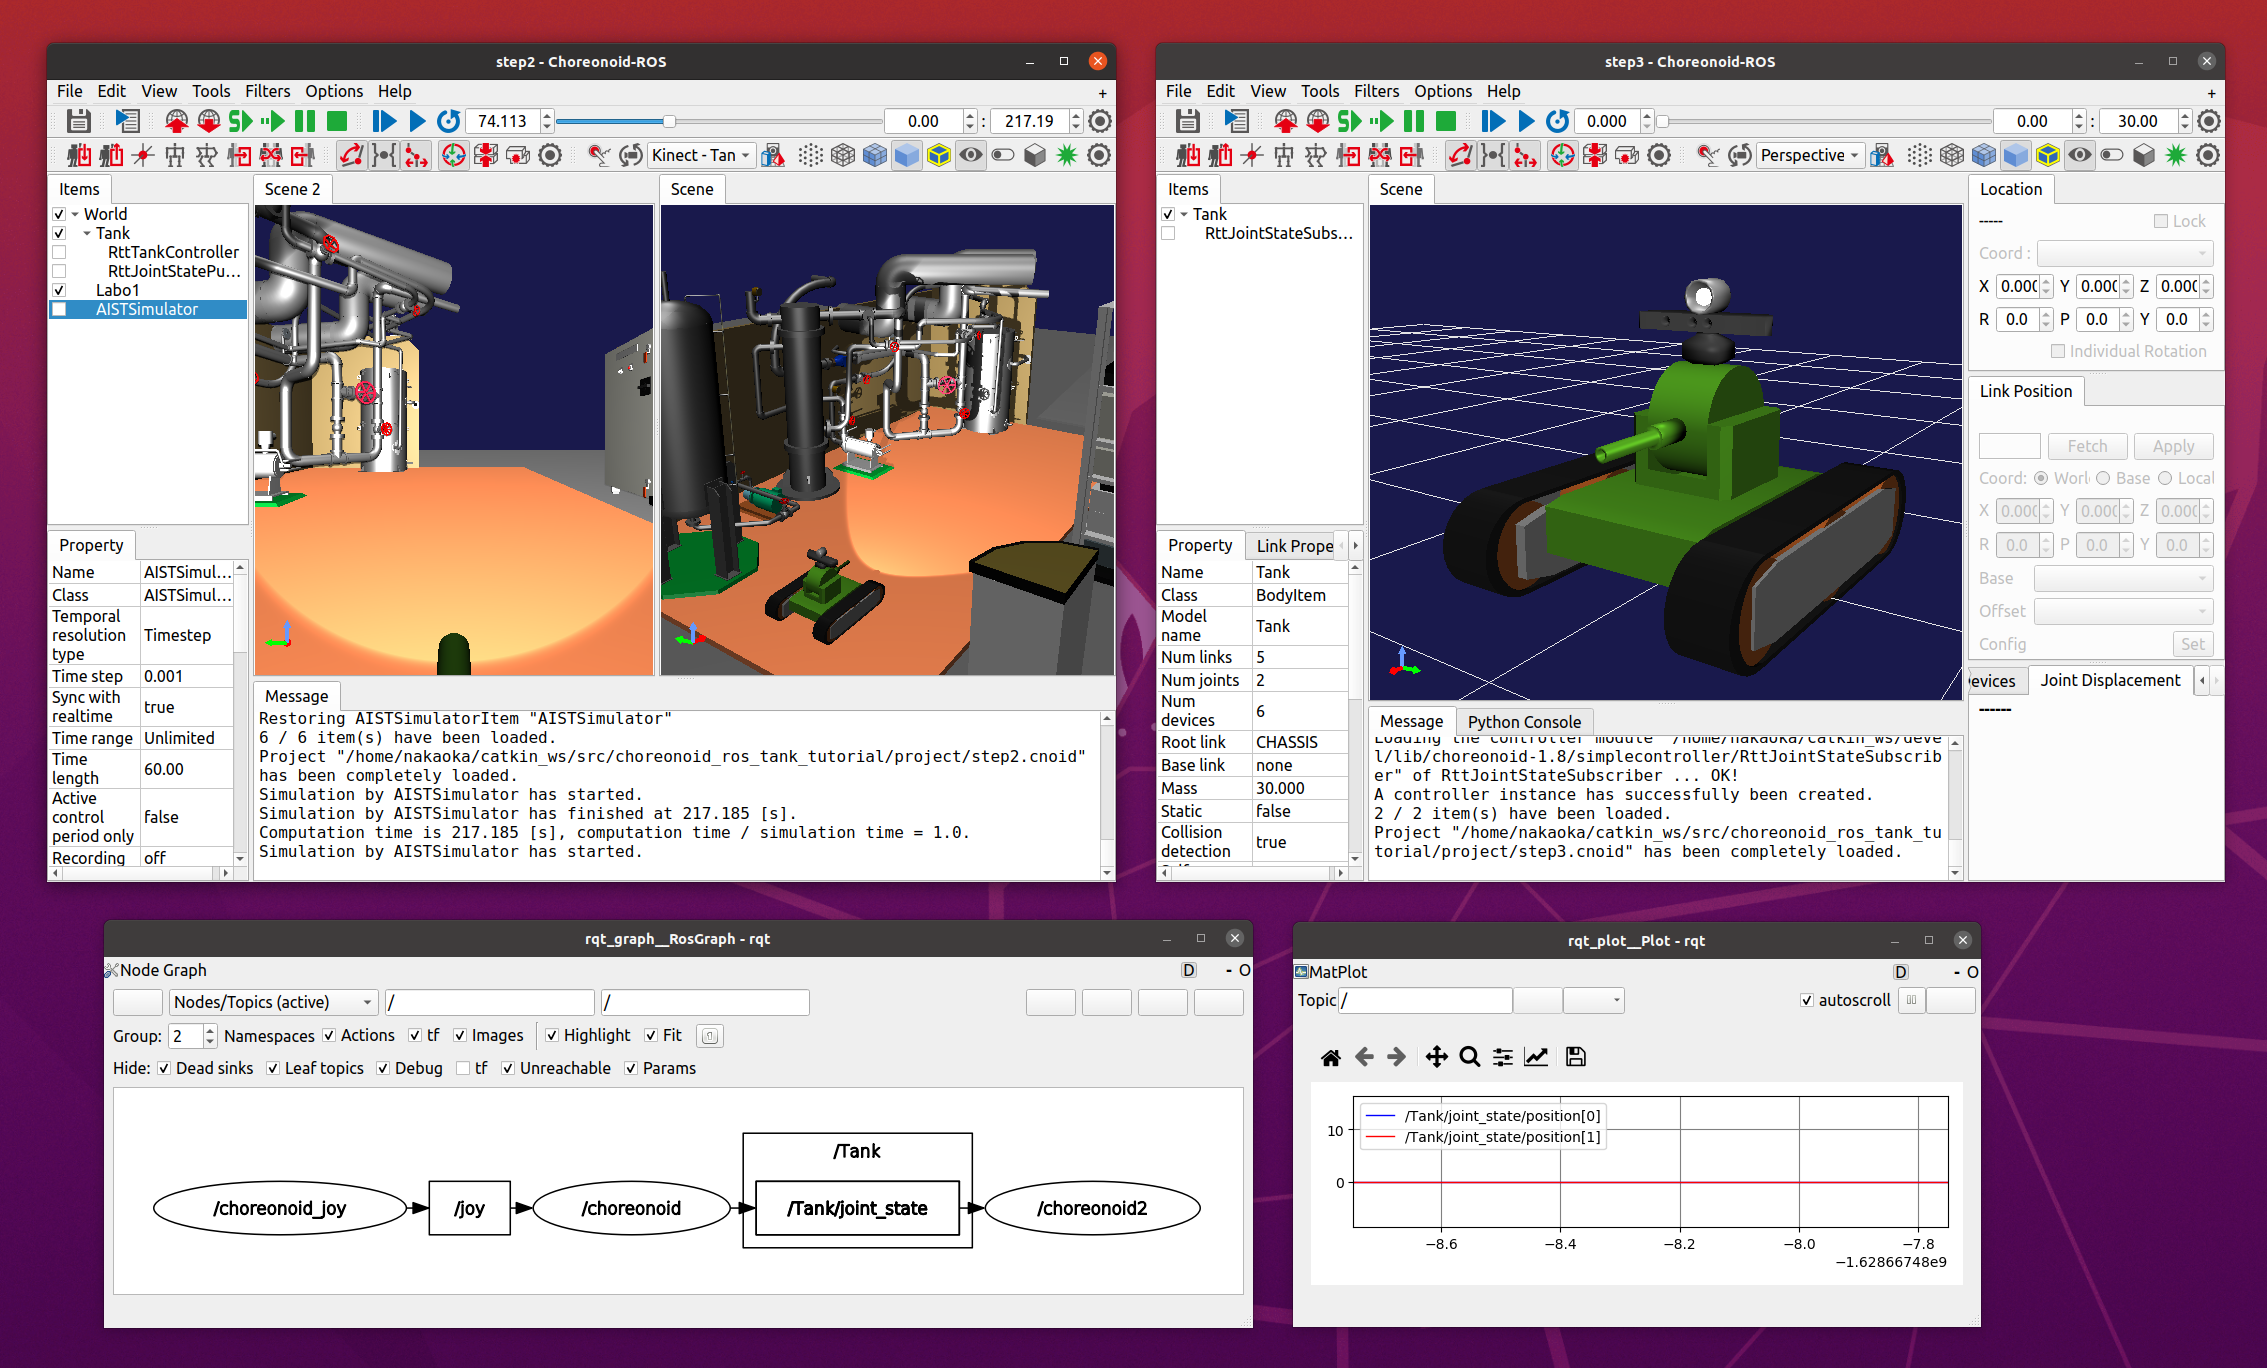 step2 - Choreonoid-ROS
File Edit View Tools Filters Options Help
+
74.113
0.00 : 217.19
Kinect - Tan
Items
World
Tank
RttTankController
RttJointStatePu...
Labo1
AISTSimulator
Scene 2
Scene
Property
Name AISTSimul...
Class AISTSimul...
Temporal resolution type Timestep
Time step 0.001
Sync with realtime true
Time range Unlimited
Time length 60.00
Active control period only false
Recording off
Message
Restoring AISTSimulatorItem "AISTSimulator"
6 / 6 item(s) have been loaded.
Project "/home/nakaoka/catkin_ws/src/choreonoid_ros_tank_tutorial/project/step2.cnoid"
has been completely loaded.
Simulation by AISTSimulator has started.
Simulation by AISTSimulator has finished at 217.185 [s].
Computation time is 217.185 [s], computation time / simulation time = 1.0.
Simulation by AISTSimulator has started.
step3 - Choreonoid-ROS
File Edit View Tools Filters Options Help
+
0.000
0.00 : 30.00
Perspective
Items
Tank
RttJointStateSubs...
Scene
Property
Link Prope
Name Tank
Class BodyItem
Model name Tank
Num links 5
Num joints 2
Num devices 6
Root link CHASSIS
Base link none
Mass 30.000
Static false
Collision detection true
Message
Python Console
Loading the controller module "/home/nakaoka/catkin_ws/deve
l/lib/choreonoid-1.8/simplecontroller/RttJointStateSubscrib
er" of RttJointStateSubscriber ... OK!
A controller instance has successfully been created.
2 / 2 item(s) have been loaded.
Project "/home/nakaoka/catkin_ws/src/choreonoid_ros_tank_tu
torial/project/step3.cnoid" has been completely loaded.
Location
-----
Lock
Coord :
X 0.000 Y 0.000 Z 0.000
R 0.0 P 0.0 Y 0.0
Individual Rotation
Link Position
Fetch Apply
Coord: Worl Base Local
X 0.000 Y 0.000 Z 0.000
R 0.0 P 0.0 Y 0.0
Base
Offset
Config Set
evices
Joint Displacement
------
rqt_graph__RosGraph - rqt
Node Graph
D - O
Nodes/Topics (active) / /
Group: 2 Namespaces Actions tf Images Highlight Fit
Hide: Dead sinks Leaf topics Debug tf Unreachable Params
/Tank
/choreonoid_joy /joy /choreonoid /Tank/joint_state /choreonoid2
rqt_plot__Plot - rqt
MatPlot
D - O
Topic / autoscroll
/Tank/joint_state/position[0]
/Tank/joint_state/position[1]
10
0
−8.6 −8.4 −8.2 −8.0 −7.8
−1.62866748e9